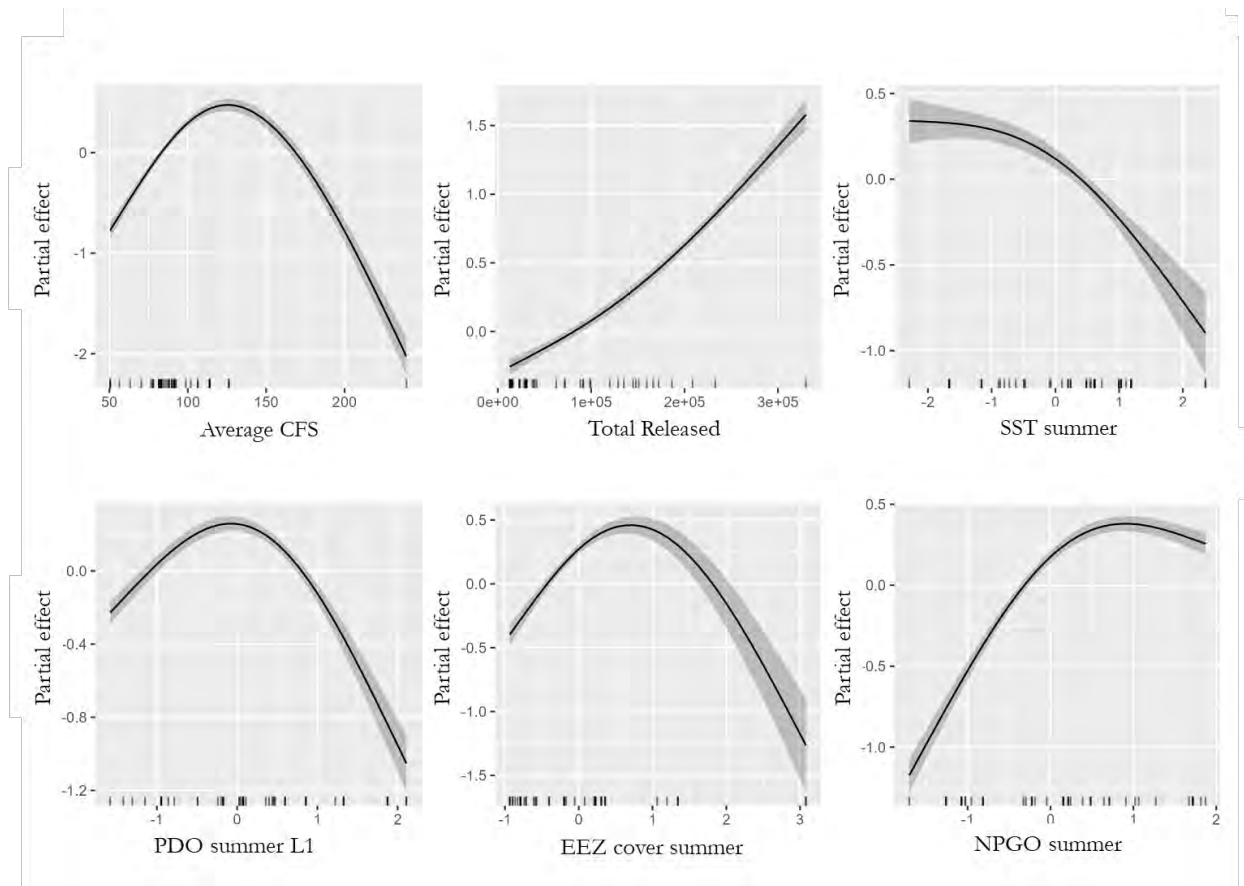 Partial effect
0
-1
-2
50 100 150 200
Average CFS
Partial effect
1.5
1.0
0.5
0.0
0e+00 1e+05 2e+05 3e+05
Total Released
Partial effect
0.5
0.0
-0.5
-1.0
-2 -1 0 1 2
SST summer
Partial effect
0.0
-0.4
-0.8
-1.2
-1 0 1 2
PDO summer L1
Partial effect
0.5
0.0
-0.5
-1.0
-1.5
-1 0 1 2 3
EEZ cover summer
Partial effect
0.5
0.0
-0.5
-1.0
-1 0 1 2
NPGO summer